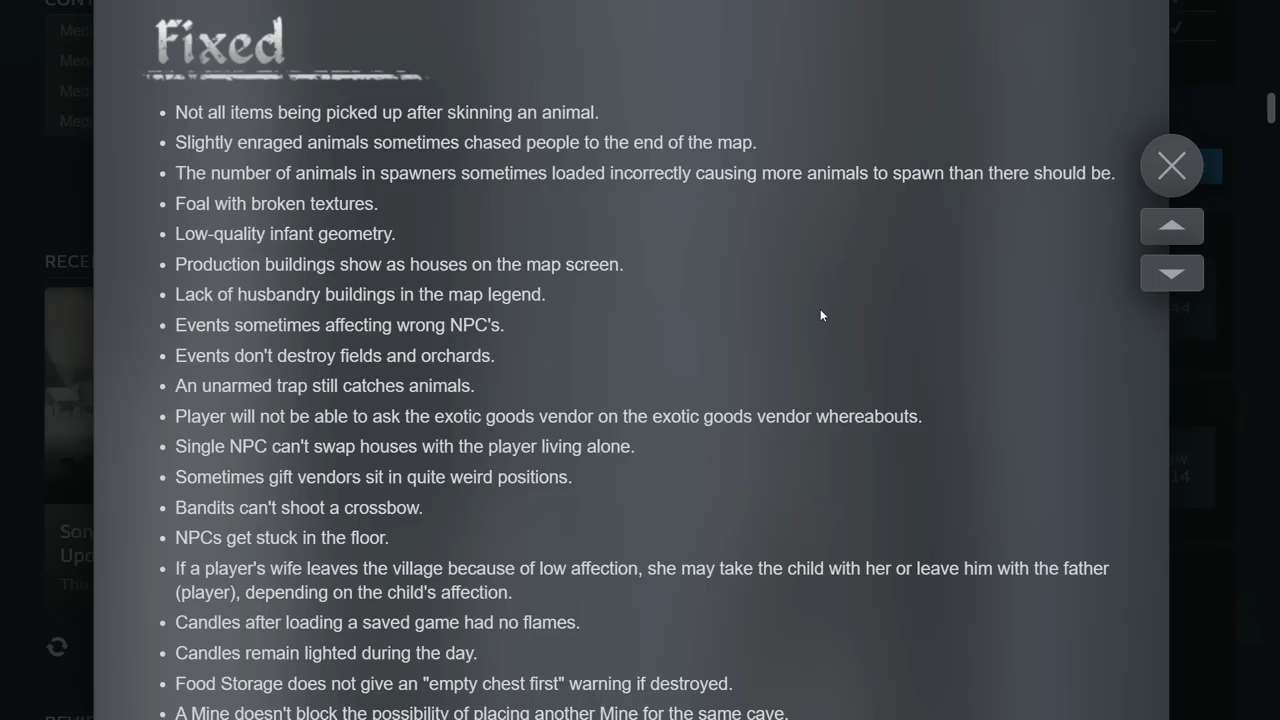 Fixed
• Not all items being picked up after skinning an animal.
• Slightly enraged animals sometimes chased people to the end of the map.
• The number of animals in spawners sometimes loaded incorrectly causing more animals to spawn than there should be.
• Foal with broken textures.
• Low-quality infant geometry.
• Production buildings show as houses on the map screen.
• Lack of husbandry buildings in the map legend.
• Events sometimes affecting wrong NPC's.
• Events don't destroy fields and orchards.
• An unarmed trap still catches animals.
• Player will not be able to ask the exotic goods vendor on the exotic goods vendor whereabouts.
• Single NPC can't swap houses with the player living alone.
• Sometimes gift vendors sit in quite weird positions.
• Bandits can't shoot a crossbow.
• NPCs get stuck in the floor.
• If a player's wife leaves the village because of low affection, she may take the child with her or leave him with the father
(player), depending on the child's affection.
• Candles after loading a saved game had no flames.
• Candles remain lighted during the day.
• Food Storage does not give an "empty chest first" warning if destroyed.
• A Mine doesn't block the possibility of placing another Mine for the same cave.